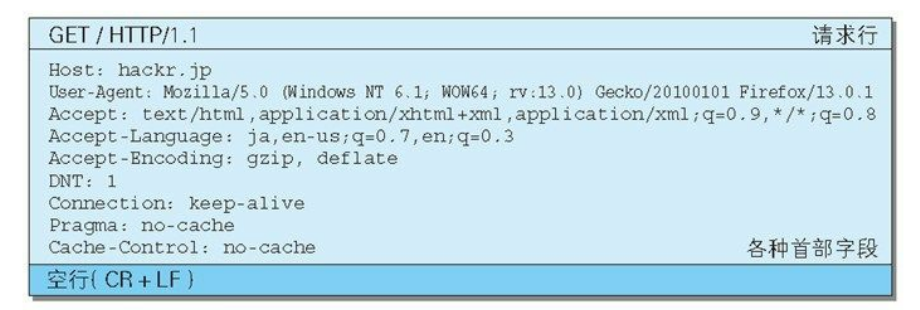 GET / HTTP/1.1 请求行
Host: hackr.jp
User-Agent: Mozilla/5.0 (Windows NT 6.1; WOW64; rv:13.0) Gecko/20100101 Firefox/13.0.1
Accept: text/html,application/xhtml+xml,application/xml;q=0.9,*/*;q=0.8
Accept-Language: ja,en-us;q=0.7,en;q=0.3
Accept-Encoding: gzip, deflate
DNT: 1
Connection: keep-alive
Pragma: no-cache
Cache-Control: no-cache 各种首部字段
空行( CR + LF )